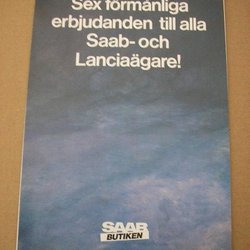 Sex förmånliga
erbjudanden till alla
Saab- och
Lanciaägare!
SAAB
BUTIKEN